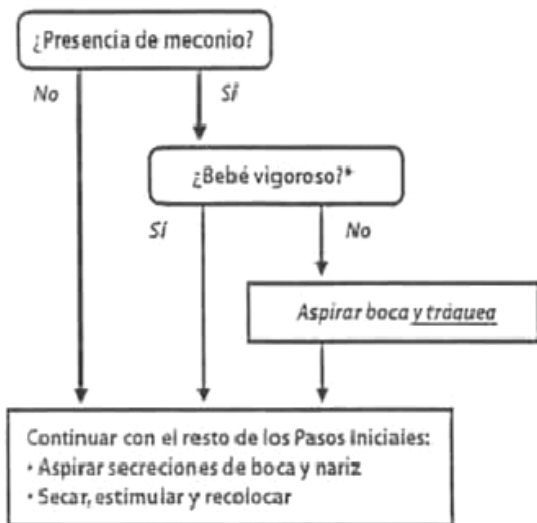 ¿Presencia de meconio?
No
Sí
¿Bebé vigoroso?*
Sí
No
Aspirar boca y tráquea
Continuar con el resto de los Pasos Iniciales:
• Aspirar secreciones de boca y nariz
• Secar, estimular y recolocar